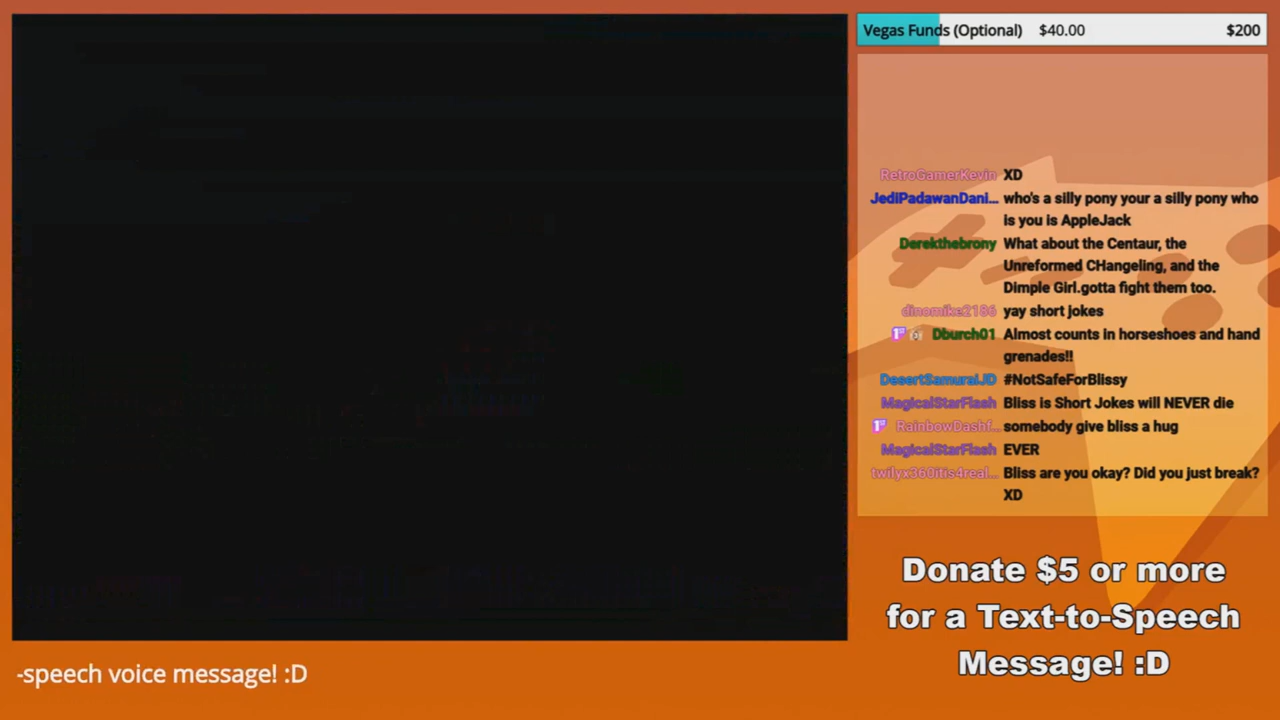 Vegas Funds (Optional) $40.00 $200
RetroGamerKevin XD
JediPadawanDani... who's a silly pony your a silly pony who
is you is AppleJack
Derekthebrony What about the Centaur, the
Unreformed CHangeling, and the
Dimple Girl.gotta fight them too.
dinomike2186 yay short jokes
Dburch01 Almost counts in horseshoes and hand
grenades!!
DesertSamuraiJD #NotSafeForBlissy
MagicalStarFlash Bliss is Short Jokes will NEVER die
RainbowDashf... somebody give bliss a hug
MagicalStarFlash EVER
twilyx360itis4real... Bliss are you okay? Did you just break?
XD
Donate $5 or more
for a Text-to-Speech
Message! :D
-speech voice message! :D